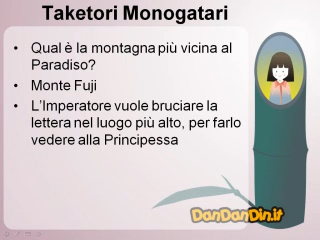 Taketori Monogatari
• Qual è la montagna più vicina al
Paradiso?
• Monte Fuji
• L'Imperatore vuole bruciare la
lettera nel luogo più alto, per farlo
vedere alla Principessa
DanDanDin.it